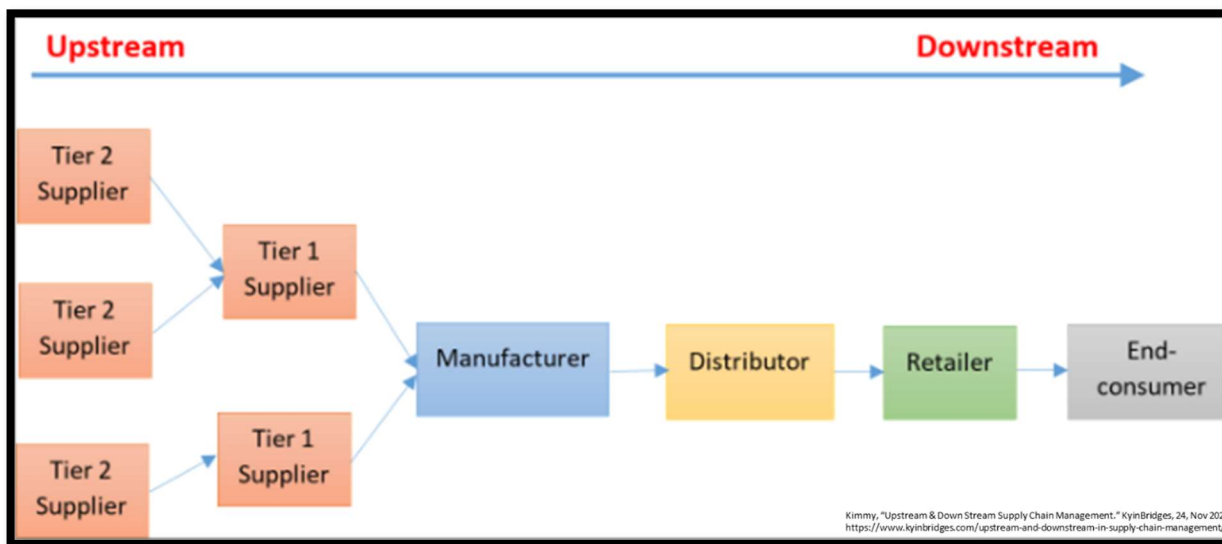 Upstream
Downstream
Tier 2
Supplier
Tier 1
Supplier
Tier 2
Supplier
Manufacturer
Distributor
Retailer
End-
consumer
Tier 1
Supplier
Tier 2
Supplier
Kimmy, "Upstream & Down Stream Supply Chain Management." KyinBridges, 24, Nov 202
https://www.kyinbridges.com/upstream-and-downstream-in-supply-chain-management/